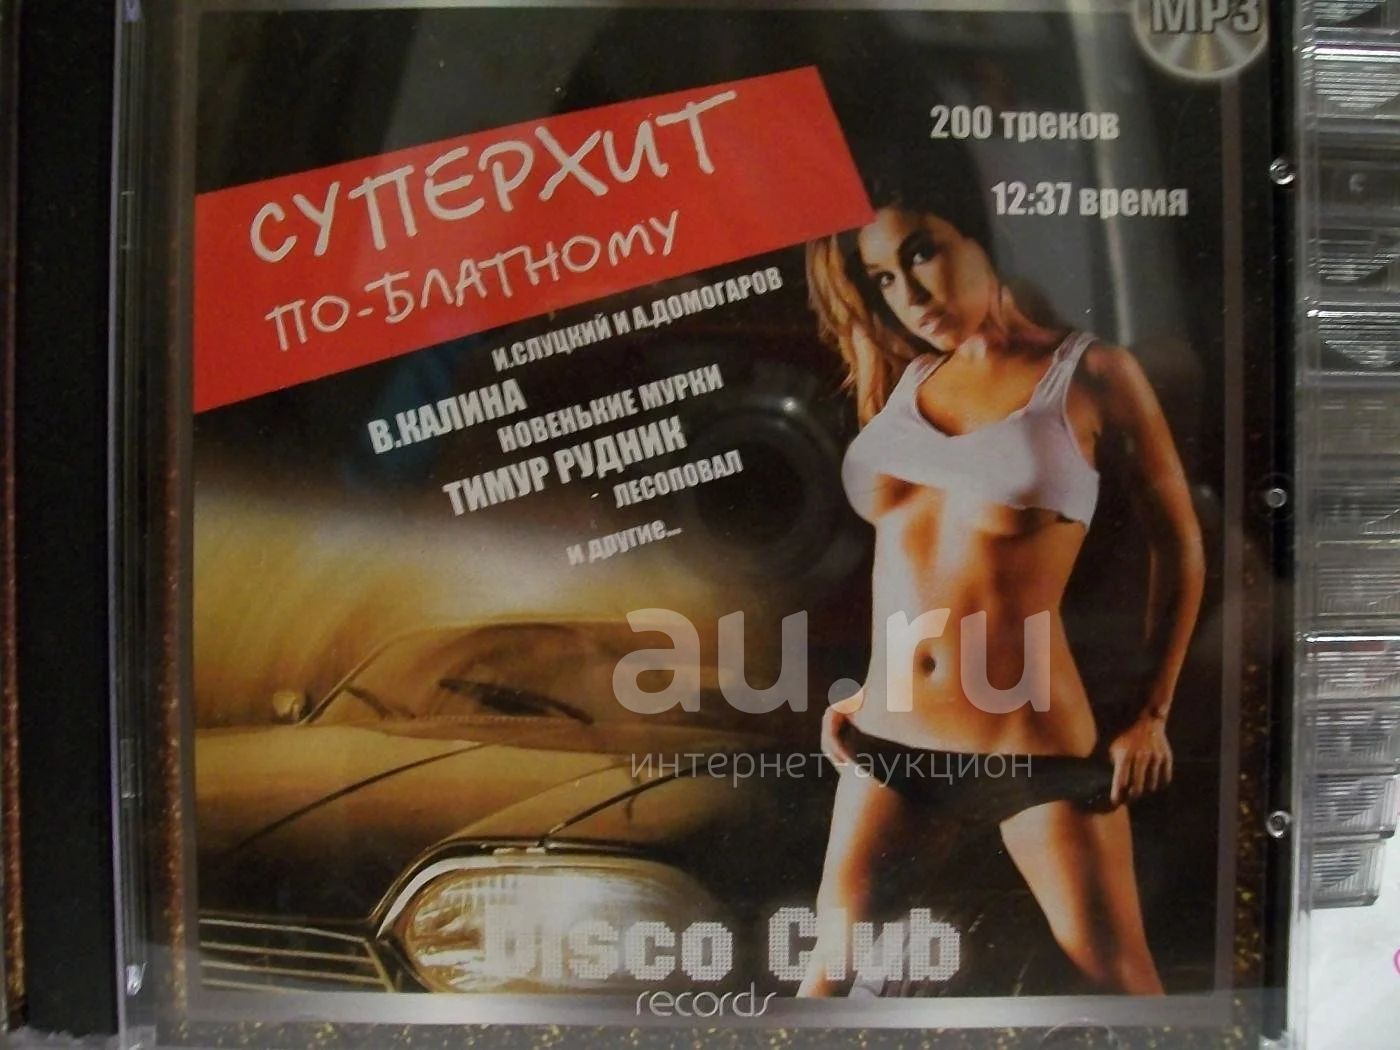 MP3
200 треков
12:37 время
СУПЕРХИТ
ПО-БЛАТНОМУ
И.СЛУЦКИЙ И А.ДОМОГАРОВ
В.КАЛИНА
НОВЕНЬКИЕ МУРКИ
ТИМУР РУДНИК
ЛЕСОПОВАЛ
и другие...
au.ru
интернет-аукцион
Disco Club
records